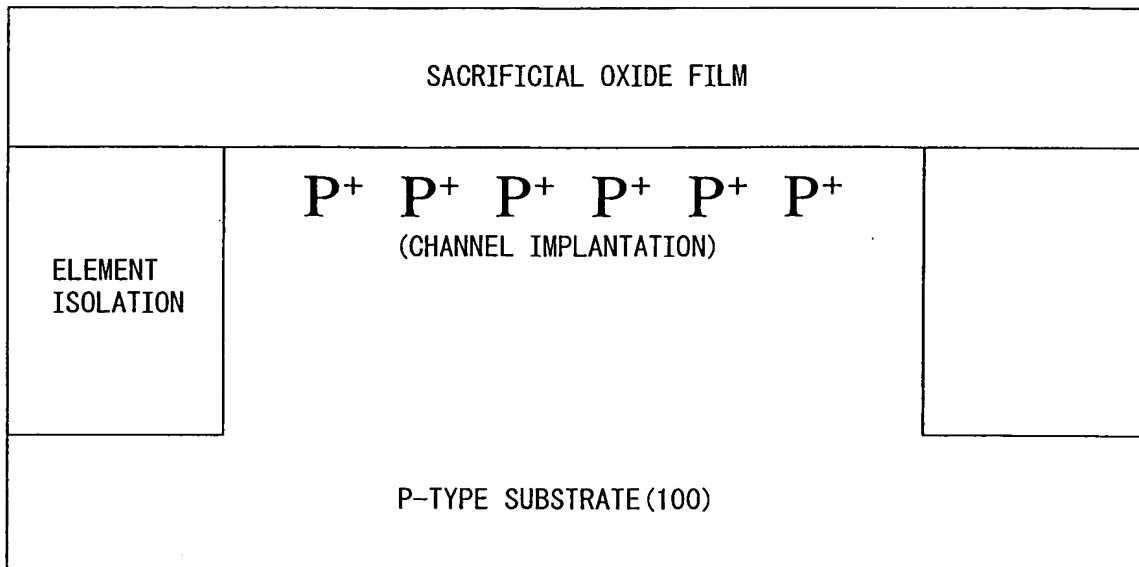 SACRIFICIAL OXIDE FILM
P+ P+ P+ P+ P+ P+
(CHANNEL IMPLANTATION)
ELEMENT
ISOLATION
P-TYPE SUBSTRATE(100)